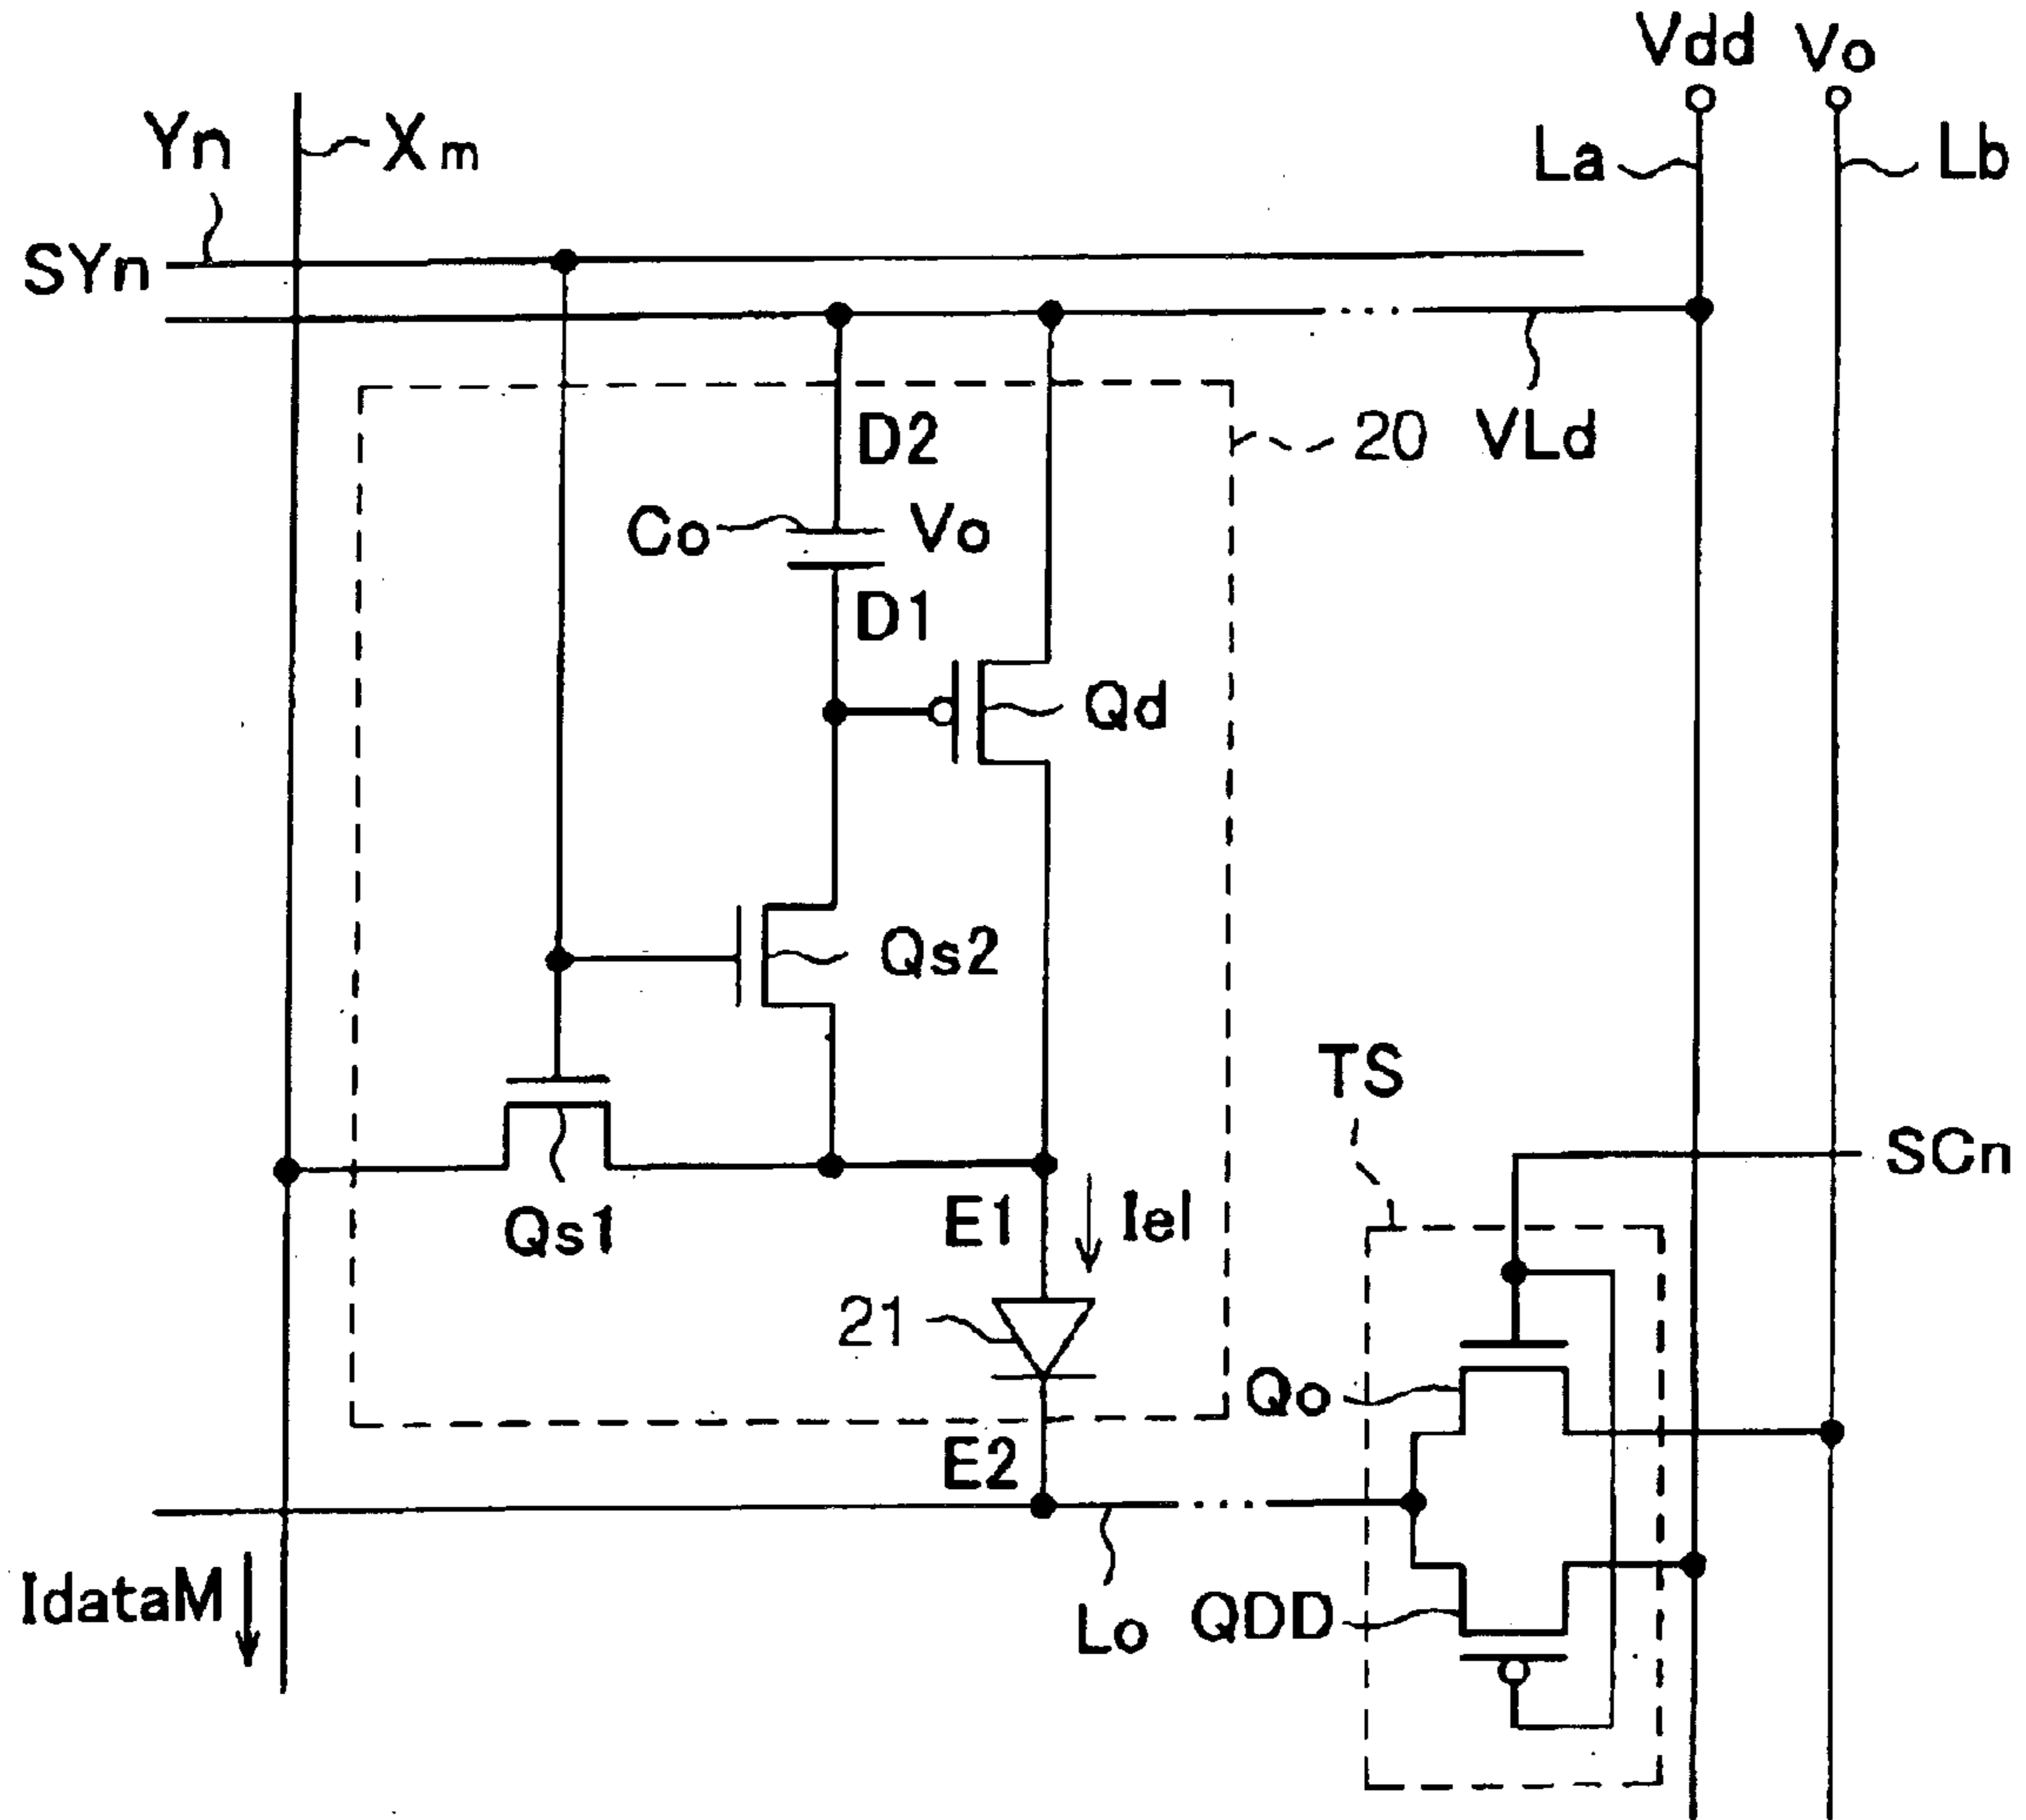 Vdd Vo
Yn Xm La Lb
SYn
D2 20 VLd
Co Vo
D1
Qd
Qs2
TS
SCn
E1 Iel
Qs1
21
Qo
E2
IdataM
Lo QDD